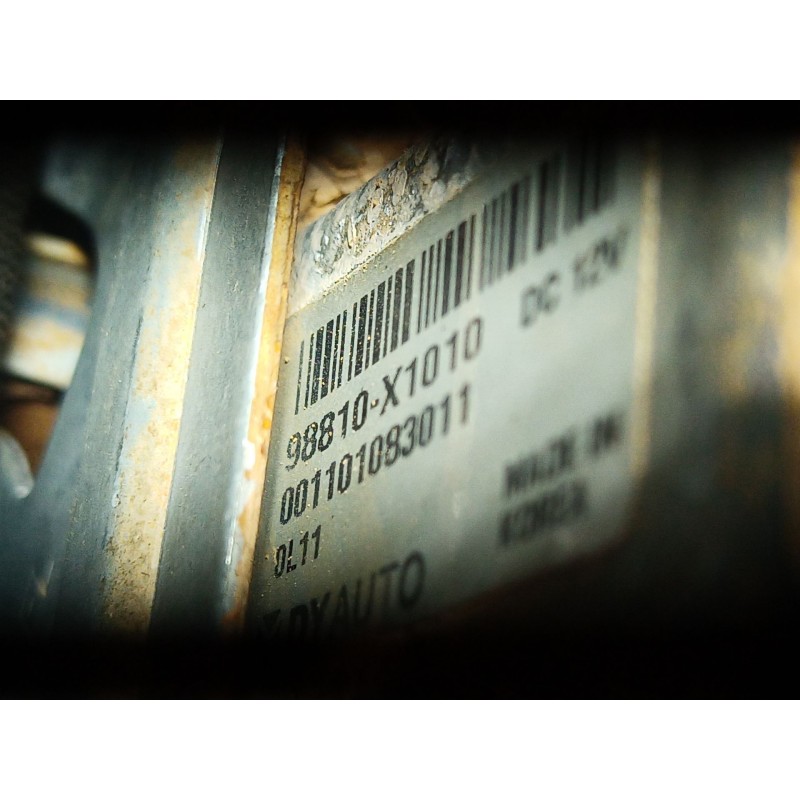 98810-X1010
DC 12V
001101083011
0L11
MADE IN
KOREA
DYAUTO